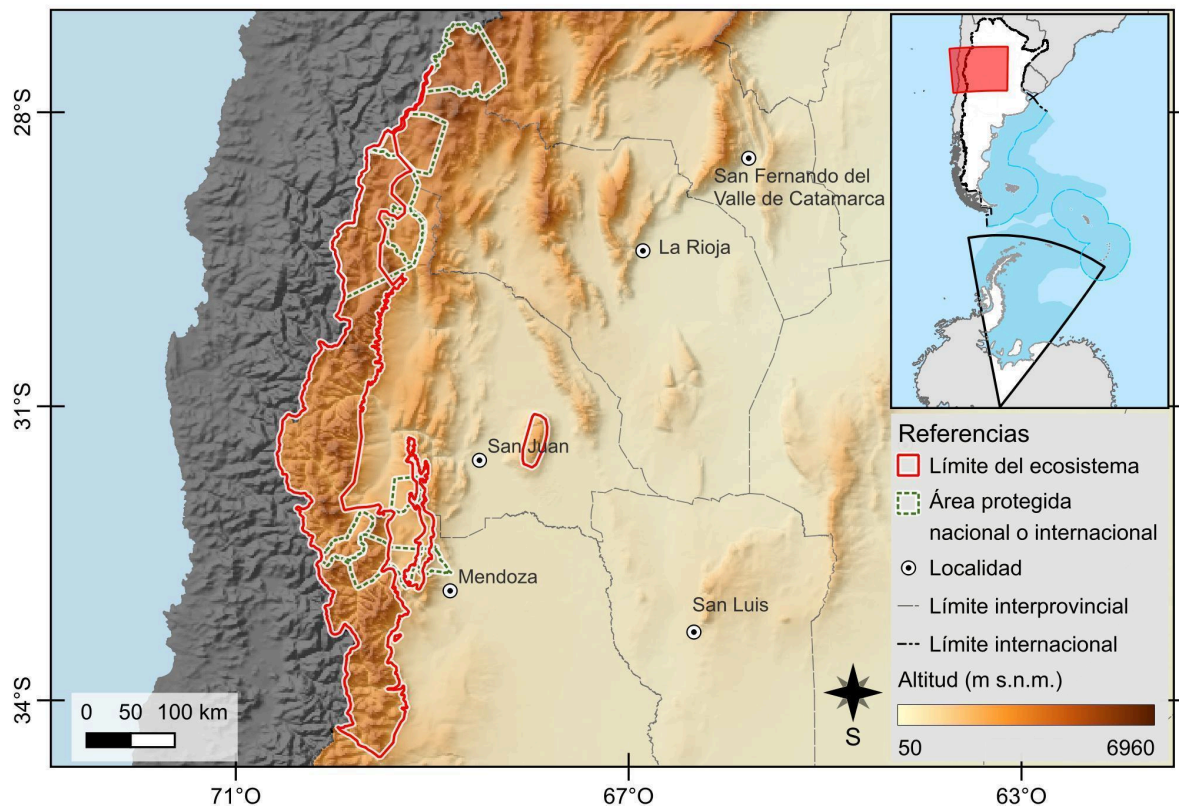 28°S
31°S
34°S
71°O
67°O
63°O
San Fernando del
Valle de Catamarca
La Rioja
San Juan
Mendoza
San Luis
0 50 100 km
S
Referencias
Límite del ecosistema
Área protegida
nacional o internacional
Localidad
Límite interprovincial
Límite internacional
Altitud (m s.n.m.)
50 6960